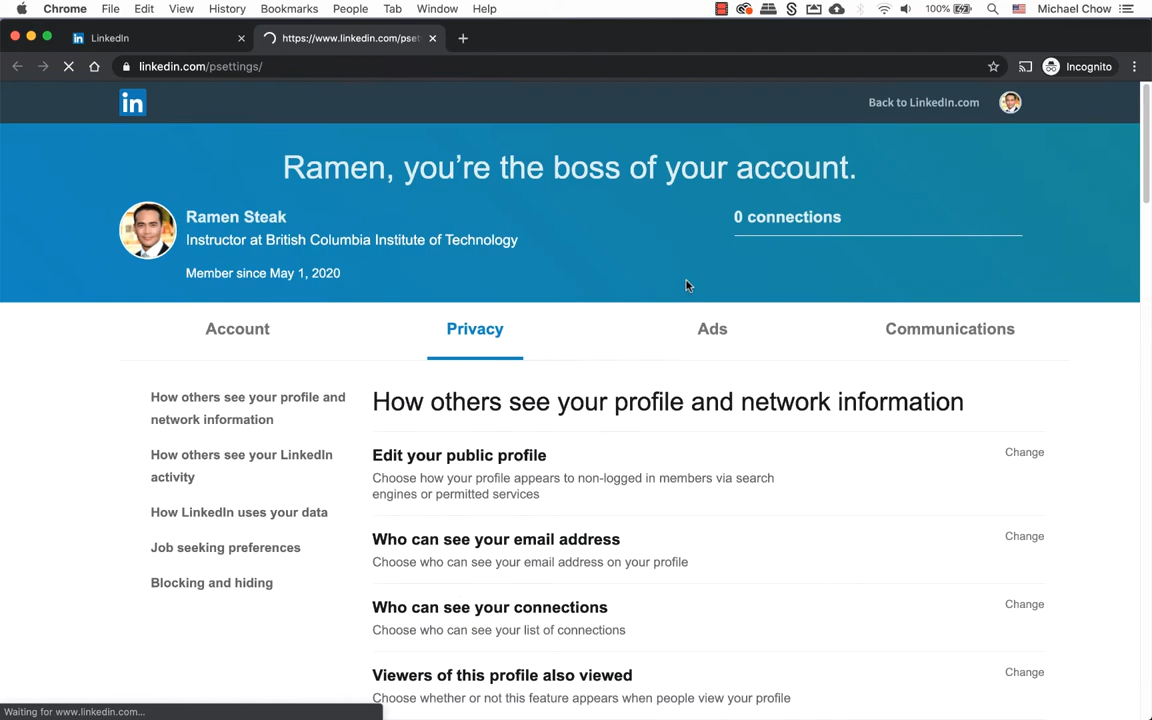 Chrome File Edit View History Bookmarks People Tab Window Help 100% Michael Chow
LinkedIn https://www.linkedin.com/pset
linkedin.com/psettings/ Incognito
in Back to LinkedIn.com
Ramen, you're the boss of your account.
Ramen Steak 0 connections
Instructor at British Columbia Institute of Technology
Member since May 1, 2020
Account Privacy Ads Communications
How others see your profile and
network information
How others see your LinkedIn
activity
How LinkedIn uses your data
Job seeking preferences
Blocking and hiding
How others see your profile and network information
Edit your public profile Change
Choose how your profile appears to non-logged in members via search
engines or permitted services
Who can see your email address Change
Choose who can see your email address on your profile
Who can see your connections Change
Choose who can see your list of connections
Viewers of this profile also viewed Change
Choose whether or not this feature appears when people view your profile
Waiting for www.linkedin.com...